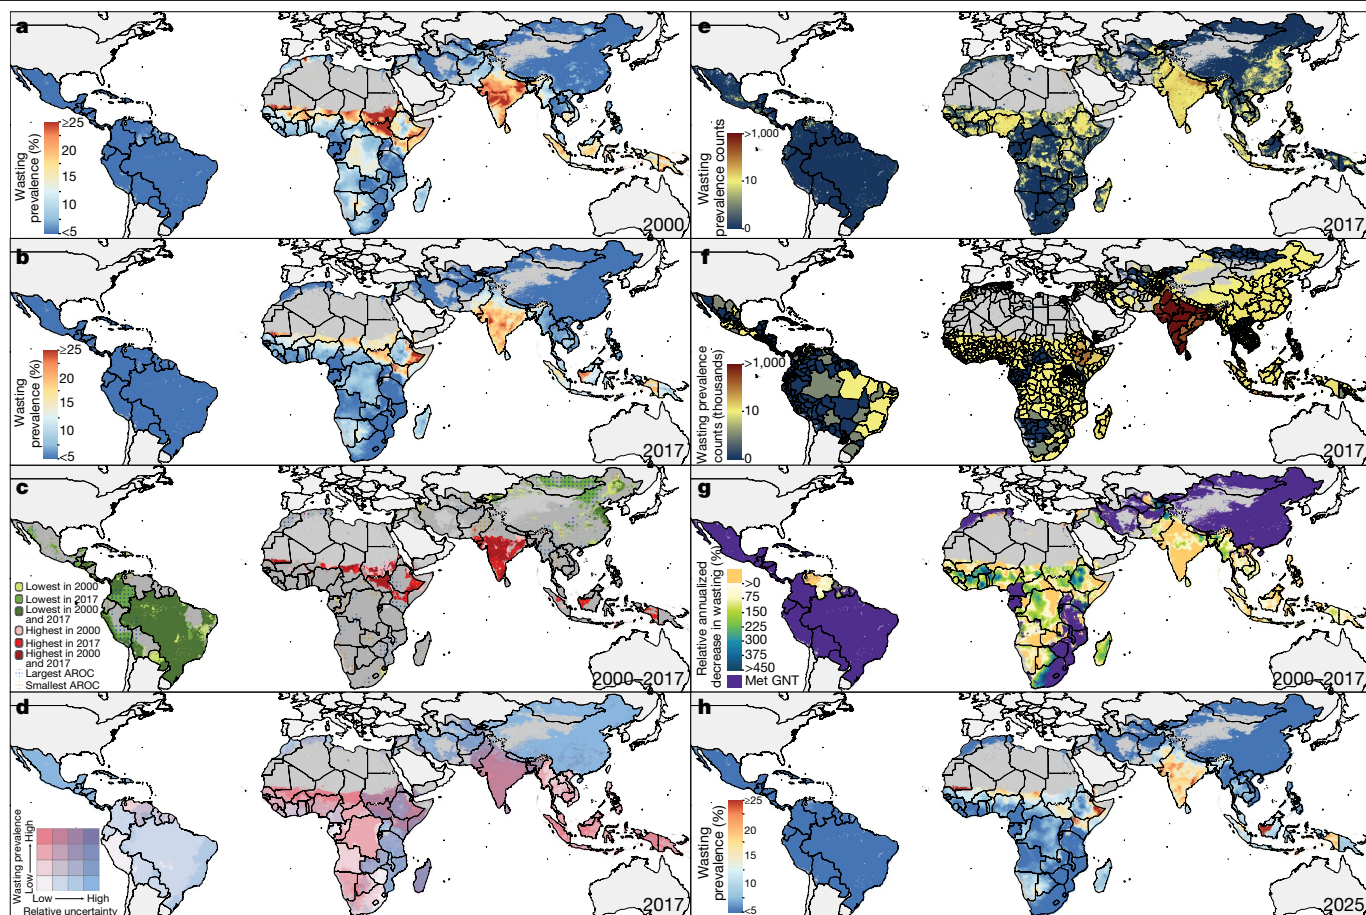 a
≥25
20
15
10
<5
Wasting
prevalence (%)
2000
b
≥25
20
15
10
<5
Wasting
prevalence (%)
2017
c
Lowest in 2000
Lowest in 2017
Lowest in 2000
and 2017
Highest in 2000
Highest in 2017
Highest in 2000
and 2017
Largest AROC
Smallest AROC
2000–2017
d
Wasting prevalence
Low
High
Low
High
Relative uncertainty
2017
e
>1,000
10
0
Wasting
prevalence counts
2017
f
>1,000
10
0
Wasting prevalence
counts (thousands)
2017
g
>0
75
150
225
300
375
>450
Met GNT
Relative annualized
decrease in wasting (%)
2000–2017
h
≥25
20
15
10
<5
Wasting
prevalence (%)
2025